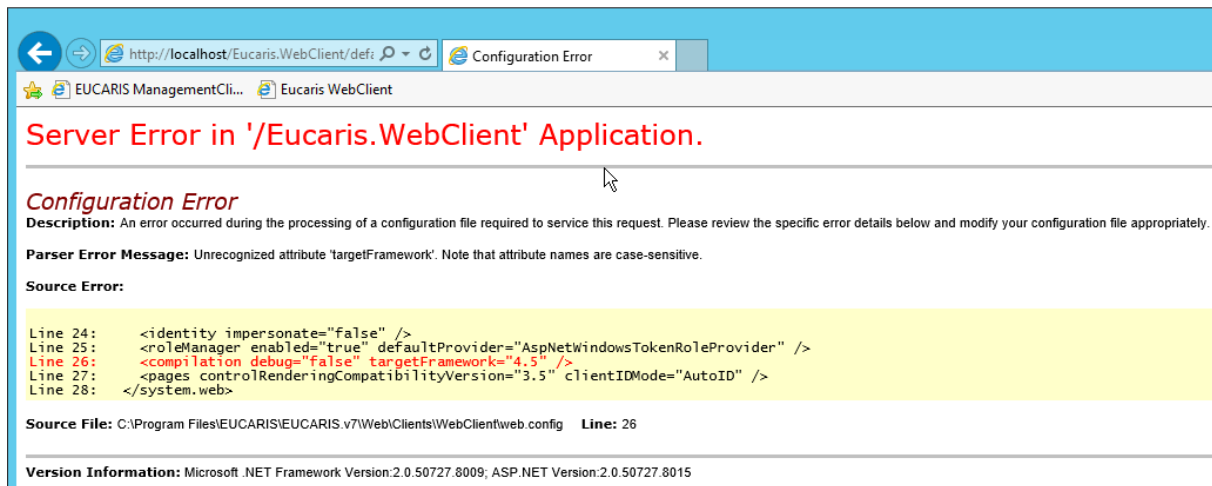 http://localhost/Eucaris.WebClient/defa
Configuration Error
EUCARIS ManagementCli...
Eucaris WebClient
Server Error in '/Eucaris.WebClient' Application.
Configuration Error
Description: An error occurred during the processing of a configuration file required to service this request. Please review the specific error details below and modify your configuration file appropriately.
Parser Error Message: Unrecognized attribute 'targetFramework'. Note that attribute names are case-sensitive.
Source Error:
Line 24:     <identity impersonate="false" />
Line 25:     <roleManager enabled="true" defaultProvider="AspNetWindowsTokenRoleProvider" />
Line 26:     <compilation debug="false" targetFramework="4.5" />
Line 27:     <pages controlRenderingCompatibilityVersion="3.5" clientIDMode="AutoID" />
Line 28:   </system.web>
Source File: C:\Program Files\EUCARIS\EUCARIS.v7\Web\Clients\WebClient\web.config    Line: 26
Version Information: Microsoft .NET Framework Version:2.0.50727.8009; ASP.NET Version:2.0.50727.8015